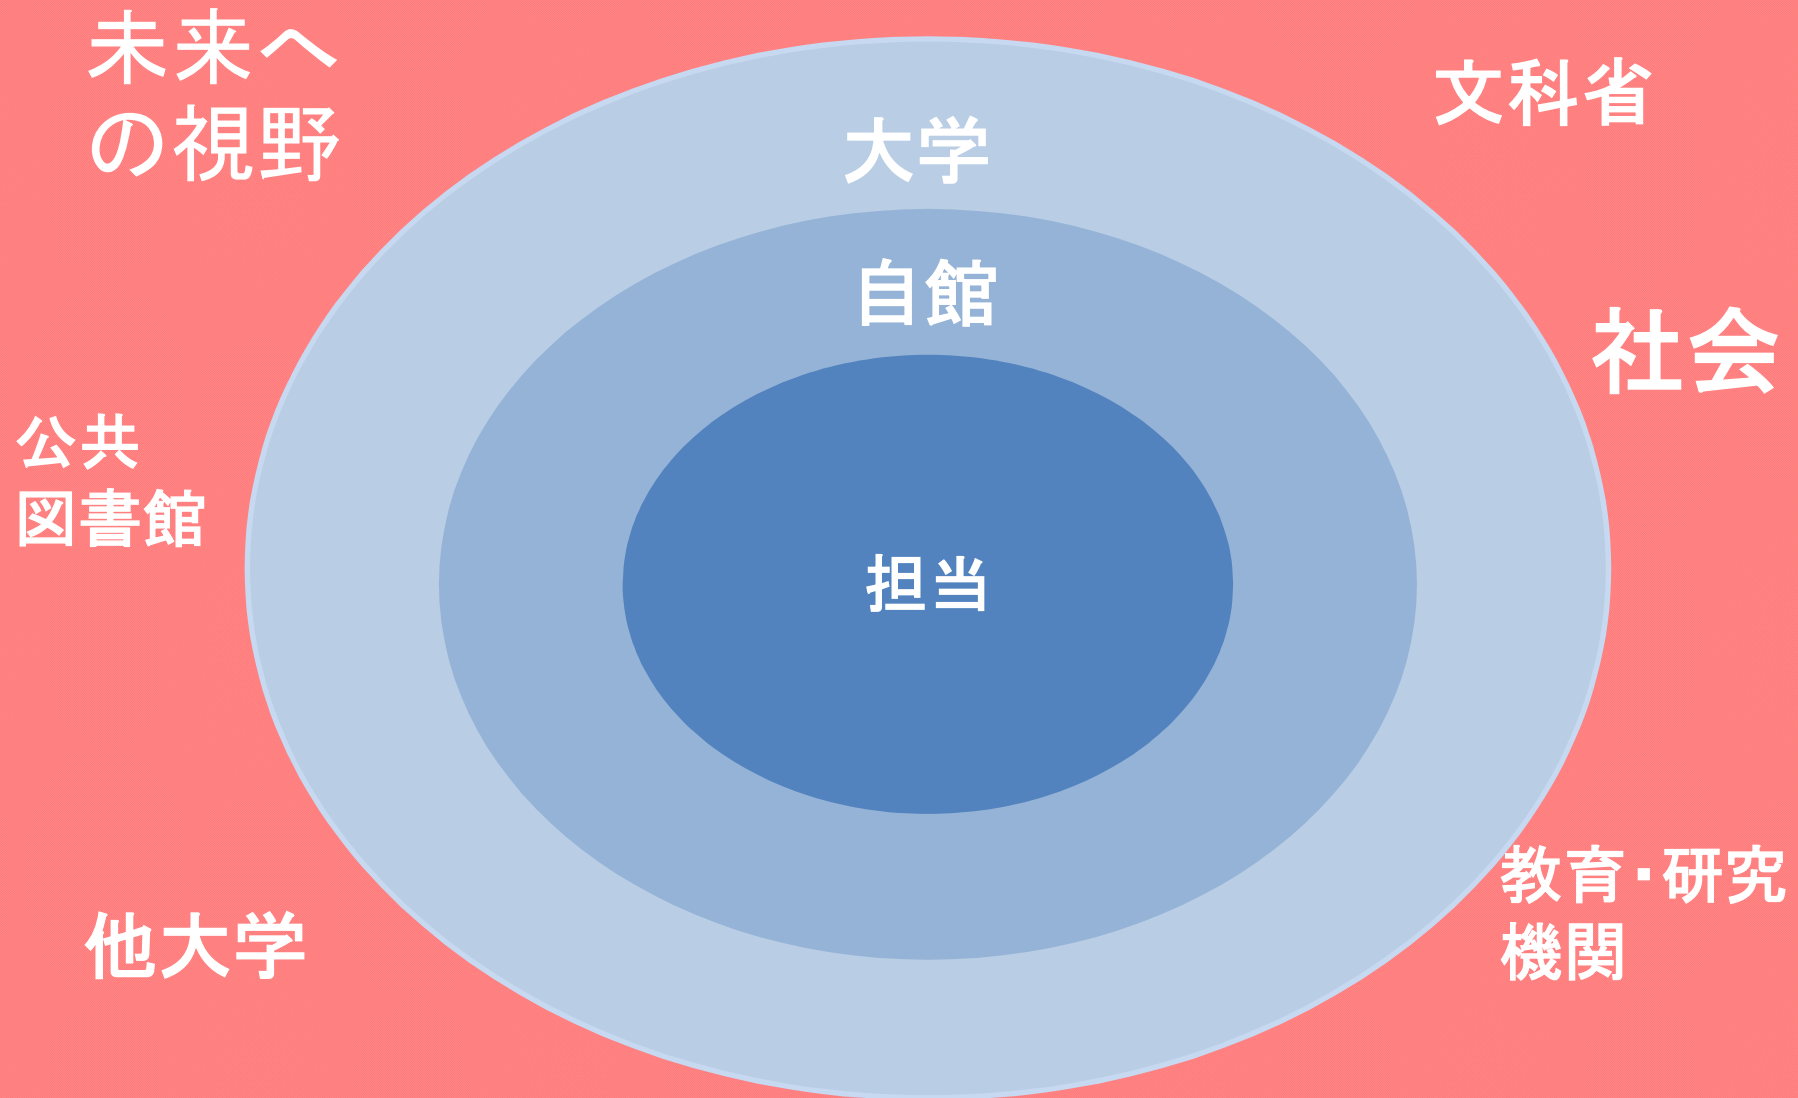 未来へ
の視野
文科省
大学
自館
社会
公共
図書館
担当
教育・研究
機関
他大学